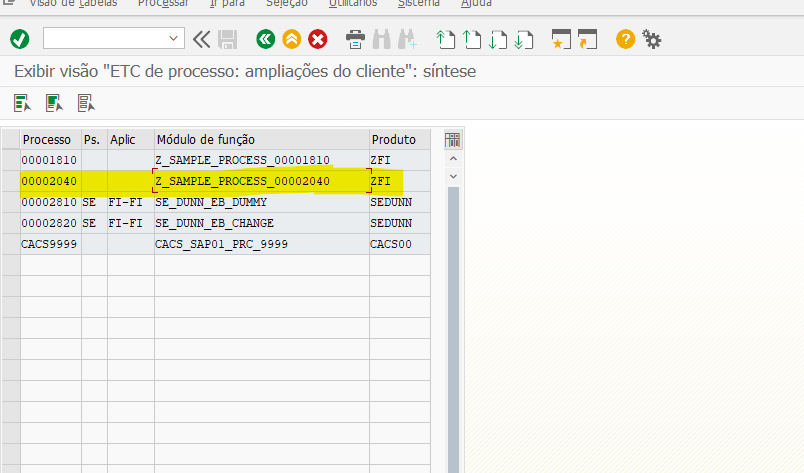 Visão de tabelas Processar Ir para Seleção Utilitários Sistema Ajuda
Exibir visão "ETC de processo: ampliações do cliente": síntese
Processo Ps. Aplic Módulo de função Produto
00001810 Z_SAMPLE_PROCESS_00001810 ZFI
00002040 Z_SAMPLE_PROCESS_00002040 ZFI
00002810 SE FI-FI SE_DUNN_EB_DUMMY SEDUNN
00002820 SE FI-FI SE_DUNN_EB_CHANGE SEDUNN
CACS9999 CACS_SAP01_PRC_9999 CACS00